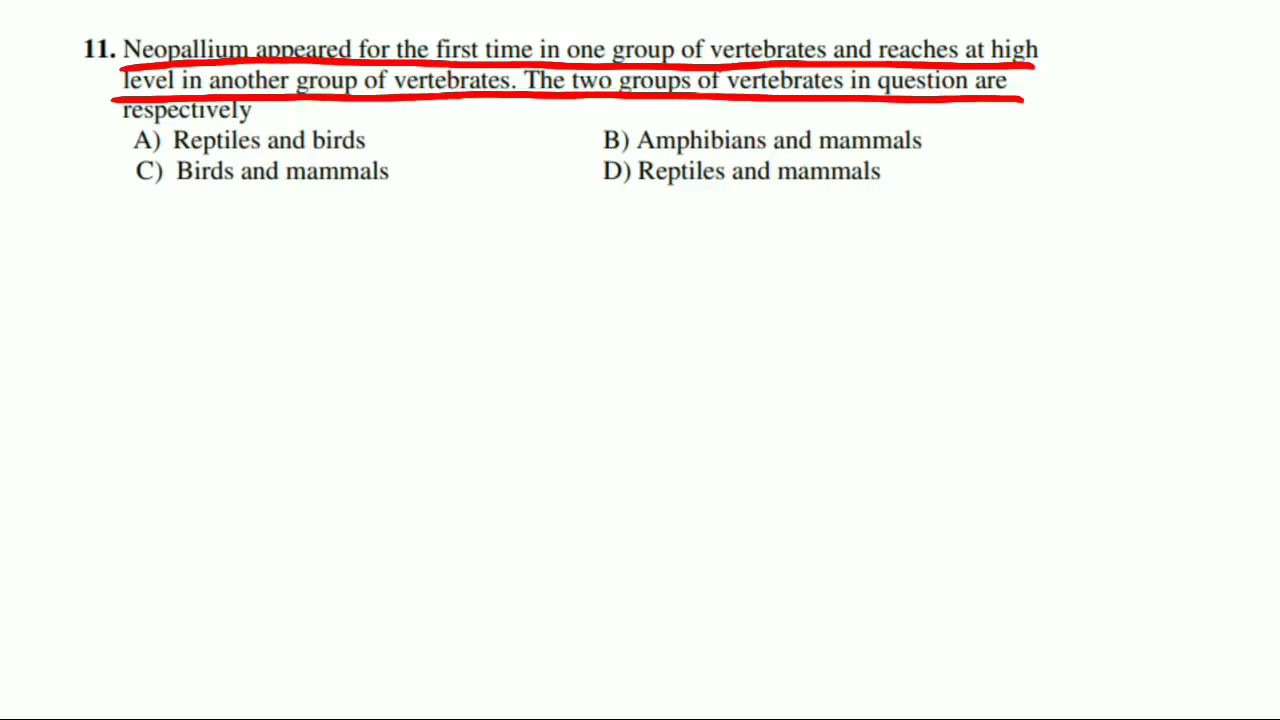 11. Neopallium appeared for the first time in one group of vertebrates and reaches at high
level in another group of vertebrates. The two groups of vertebrates in question are
respectively
A) Reptiles and birds B) Amphibians and mammals
C) Birds and mammals D) Reptiles and mammals